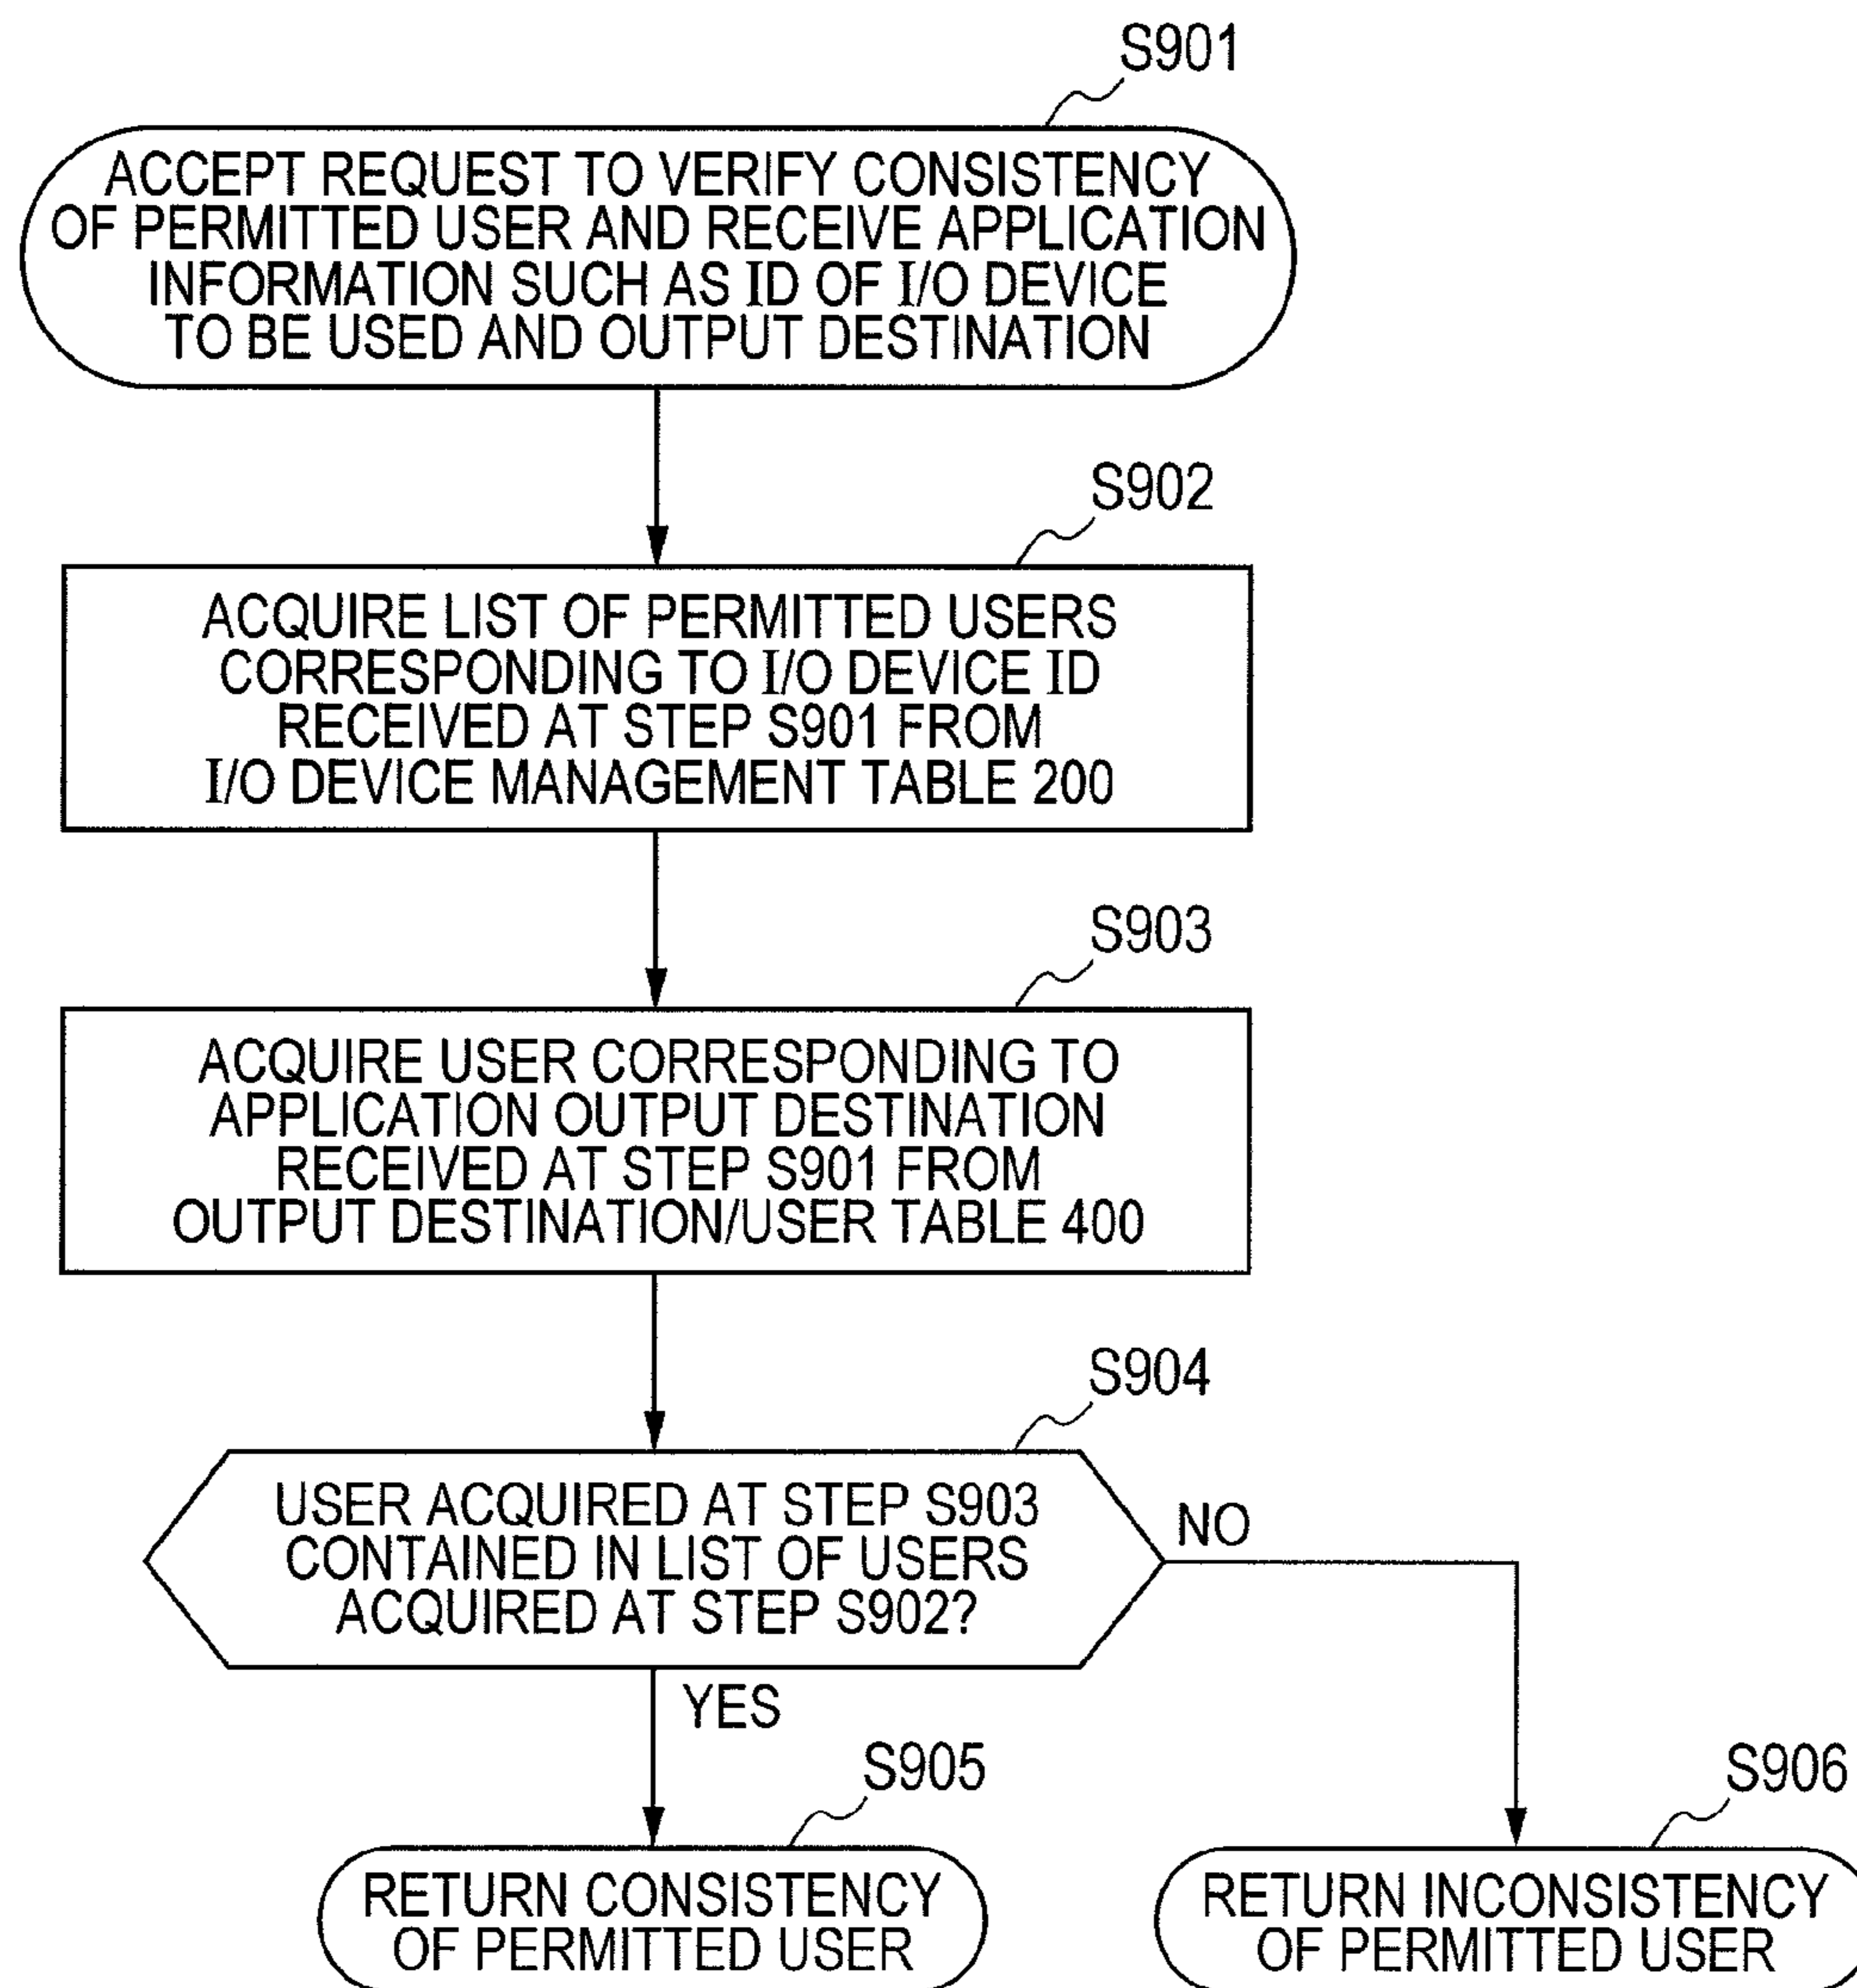 S901
ACCEPT REQUEST TO VERIFY CONSISTENCY
OF PERMITTED USER AND RECEIVE APPLICATION
INFORMATION SUCH AS ID OF I/O DEVICE
TO BE USED AND OUTPUT DESTINATION
S902
ACQUIRE LIST OF PERMITTED USERS
CORRESPONDING TO I/O DEVICE ID
RECEIVED AT STEP S901 FROM
I/O DEVICE MANAGEMENT TABLE 200
S903
ACQUIRE USER CORRESPONDING TO
APPLICATION OUTPUT DESTINATION
RECEIVED AT STEP S901 FROM
OUTPUT DESTINATION/USER TABLE 400
S904
USER ACQUIRED AT STEP S903
CONTAINED IN LIST OF USERS
ACQUIRED AT STEP S902?
NO
YES
S905
RETURN CONSISTENCY
OF PERMITTED USER
S906
RETURN INCONSISTENCY
OF PERMITTED USER